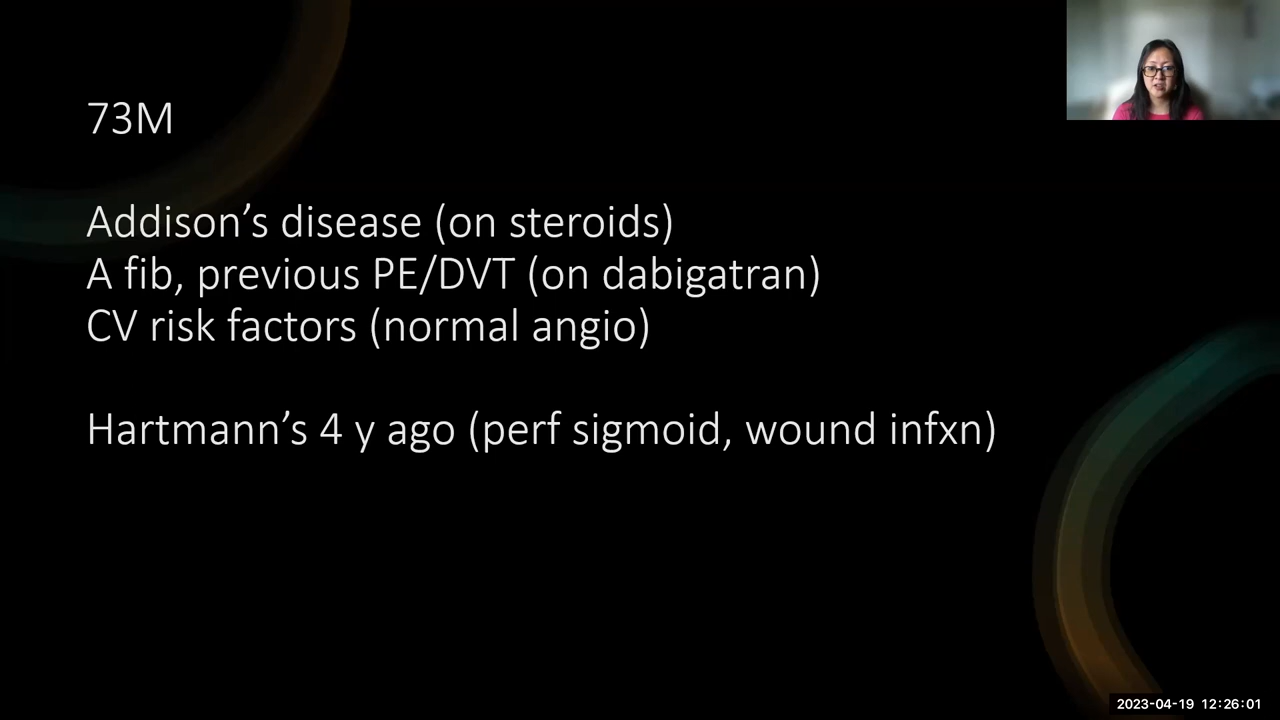 73M
Addison’s disease (on steroids)
A fib, previous PE/DVT (on dabigatran)
CV risk factors (normal angio)
Hartmann’s 4 y ago (perf sigmoid, wound infxn)
2023-04-19 12:26:01